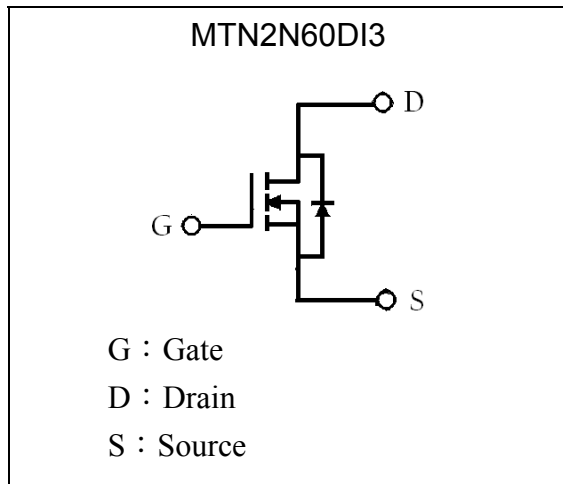 MTN2N60DI3
D
G
S
G：Gate
D：Drain
S：Source